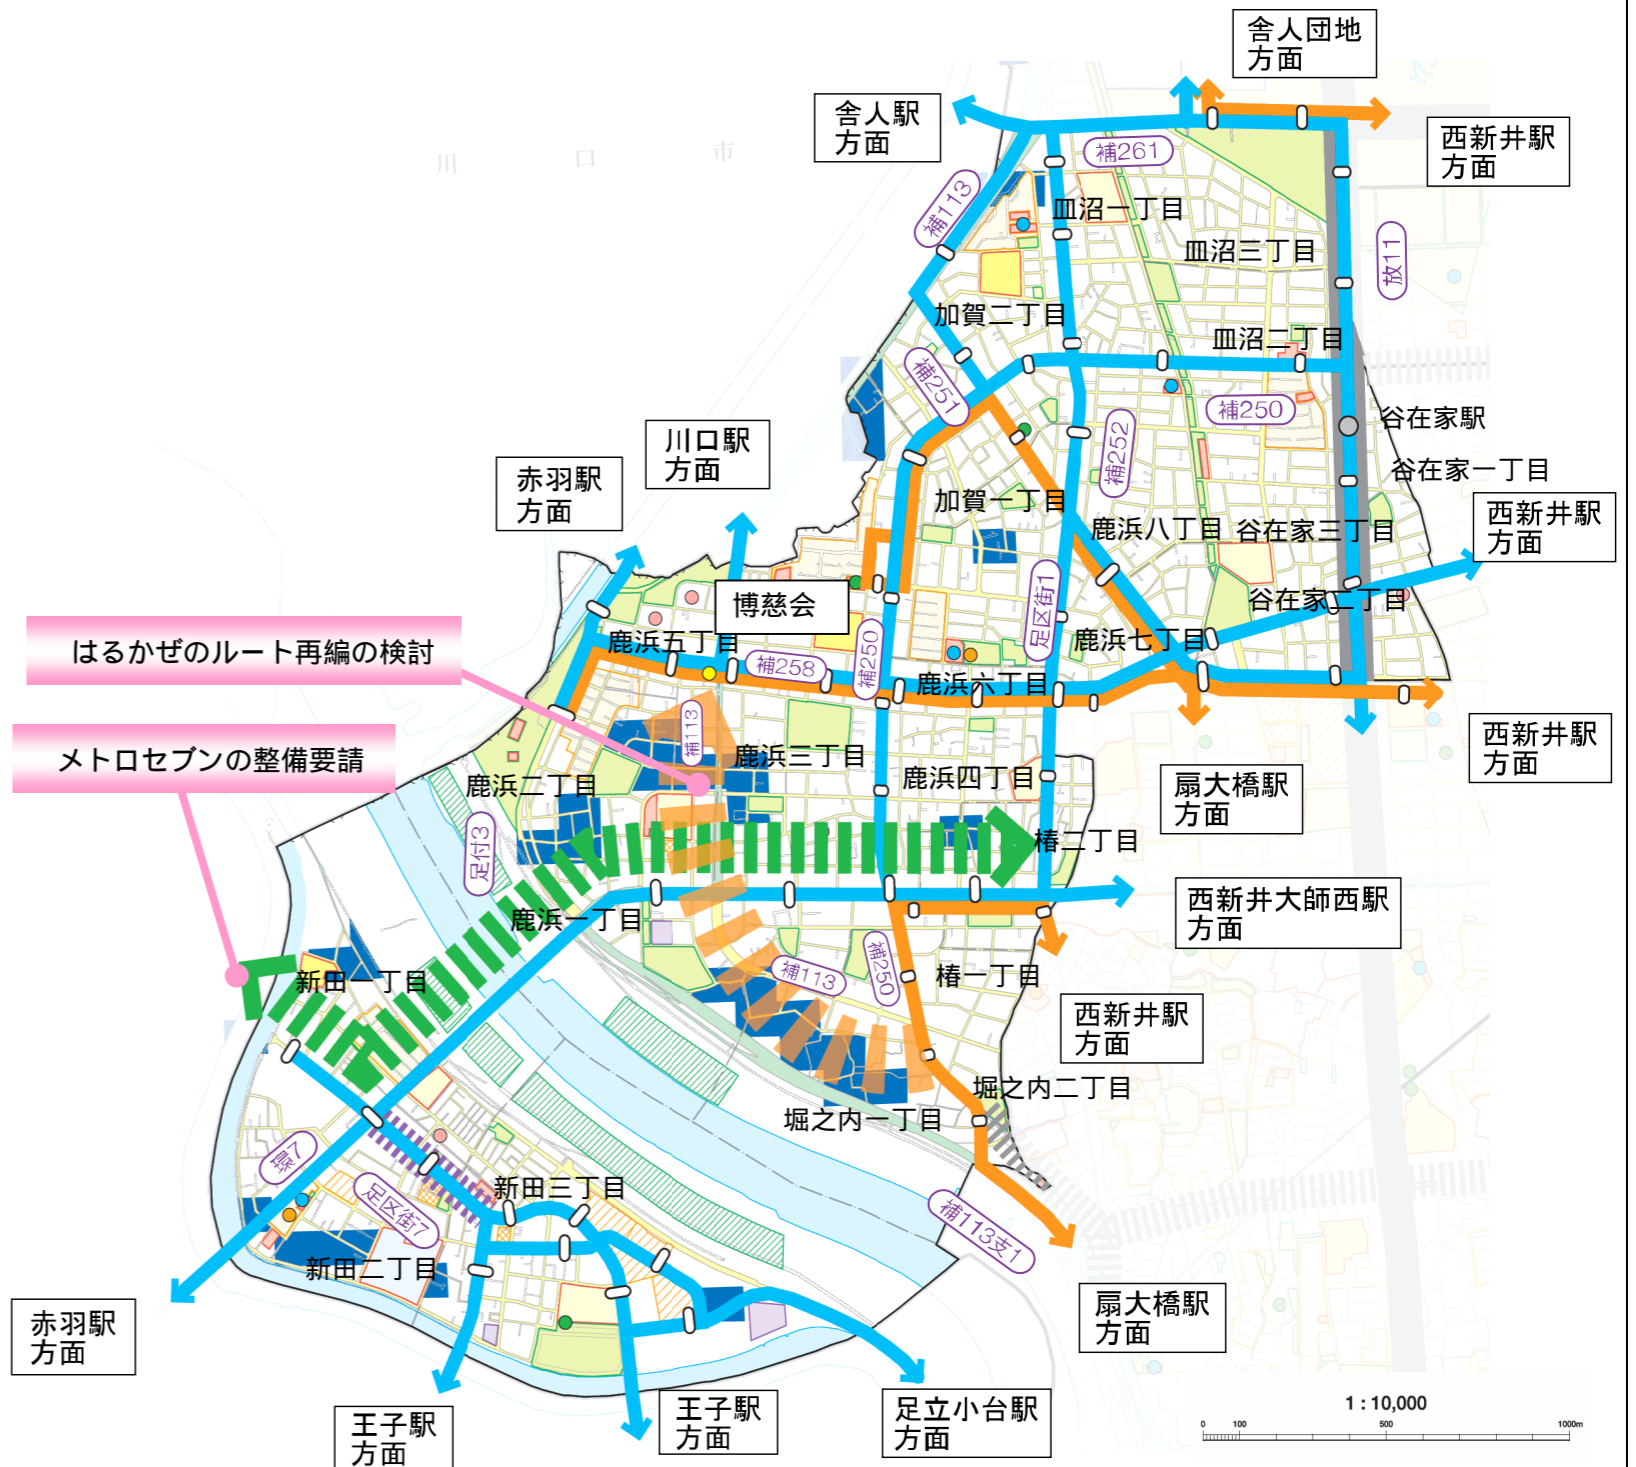 舎人団地
方面
舎人駅
方面
西新井駅
方面
川 口 市
補261
補113
皿沼一丁目
皿沼三丁目
放11
加賀二丁目
皿沼二丁目
補251
補250
谷在家駅
補252
川口駅
方面
赤羽駅
方面
谷在家一丁目
加賀一丁目
西新井駅
方面
鹿浜八丁目
谷在家三丁目
足区街1
博慈会
谷在家二丁目
はるかぜのルート再編の検討
鹿浜五丁目
鹿浜七丁目
補258
補250
鹿浜六丁目
メトロセブンの整備要請
補113
鹿浜三丁目
西新井駅
方面
鹿浜二丁目
鹿浜四丁目
扇大橋駅
方面
足付3
椿二丁目
鹿浜一丁目
西新井大師西駅
方面
新田一丁目
補113
補250
椿一丁目
西新井駅
方面
堀之内二丁目
堀之内一丁目
環7
足区街7
新田三丁目
補113支1
新田二丁目
扇大橋駅
方面
赤羽駅
方面
王子駅
方面
王子駅
方面
足立小台駅
方面
1 : 10,000
0 100 500 1000m